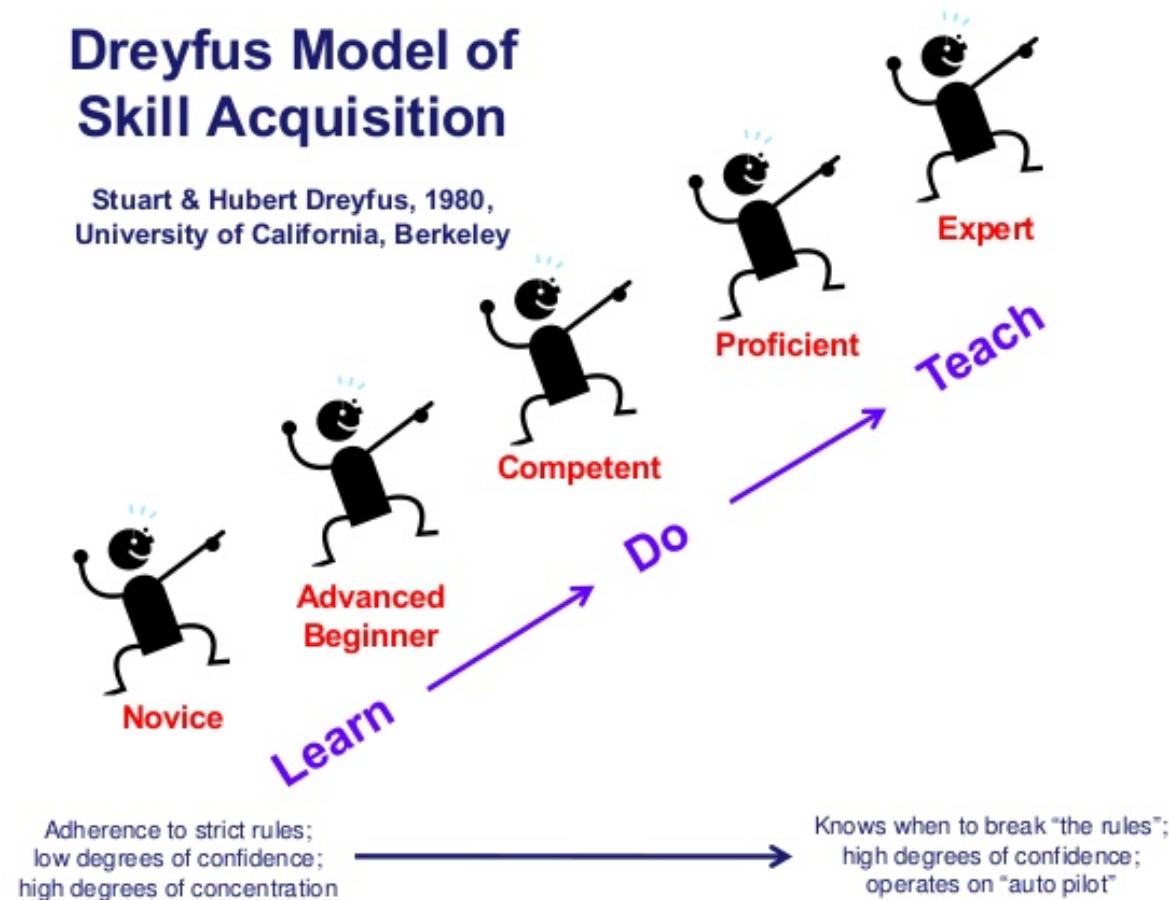 Dreyfus Model of
Skill Acquisition
Stuart & Hubert Dreyfus, 1980,
University of California, Berkeley
Expert
Proficient
Teach
Competent
Do
Advanced
Beginner
Novice
Learn
Adherence to strict rules;
low degrees of confidence;
high degrees of concentration
Knows when to break “the rules”;
high degrees of confidence;
operates on “auto pilot”